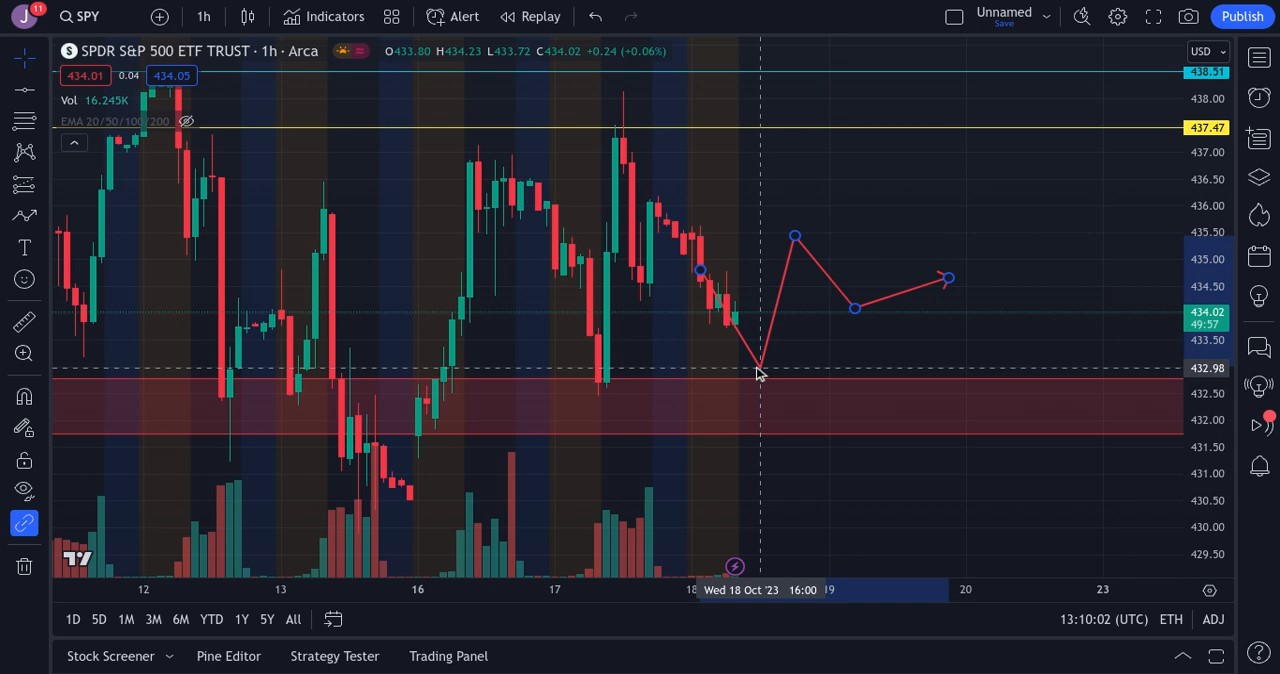 J 11 SPY 1h Indicators Alert Replay Unnamed Save Publish
S SPDR S&P 500 ETF TRUST · 1h · Arca O433.80 H434.23 L433.72 C434.02 +0.24 (+0.06%) USD
434.01 0.04 434.05
Vol 16.245K
EMA 20/50/100/200
438.51
438.00
437.47
437.00
436.50
436.00
435.50
435.00
434.50
434.02
49:57
433.50
432.98
432.50
432.00
431.50
431.00
430.50
430.00
429.50
12 13 16 17 18 Wed 18 Oct '23 16:00 19 20 23
1D 5D 1M 3M 6M YTD 1Y 5Y All 13:10:02 (UTC) ETH ADJ
Stock Screener Pine Editor Strategy Tester Trading Panel